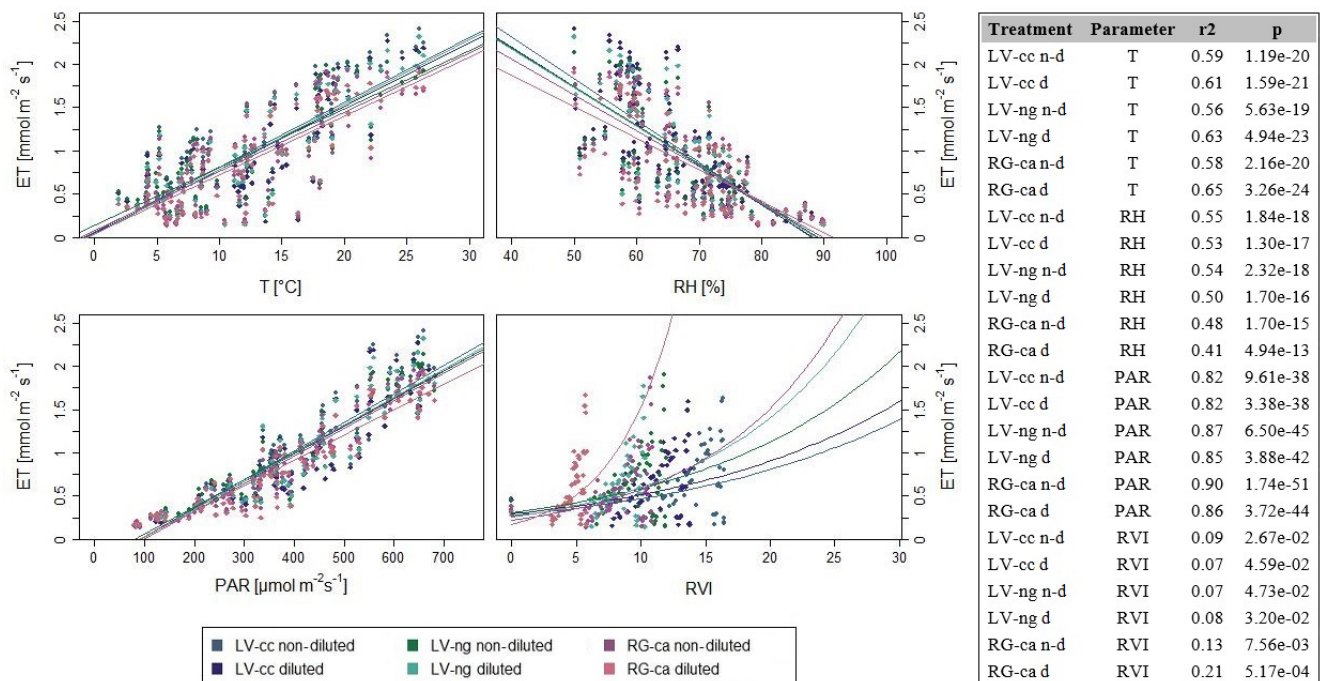 2.5
2
1.5
1
0.5
0
ET [mmol m⁻² s⁻¹]
0 5 10 15 20 25 30
T [°C]
2.5
2
1.5
1
0.5
0
ET [mmol m⁻² s⁻¹]
40 50 60 70 80 90 100
RH [%]
2.5
2
1.5
1
0.5
0
ET [mmol m⁻² s⁻¹]
0 100 200 300 400 500 600 700
PAR [µmol m⁻²s⁻¹]
2.5
2
1.5
1
0.5
0
ET [mmol m⁻² s⁻¹]
0 5 10 15 20 25 30
RVI
LV-cc non-diluted LV-ng non-diluted RG-ca non-diluted
LV-cc diluted LV-ng diluted RG-ca diluted
Treatment Parameter r2 p
LV-cc n-d T 0.59 1.19e-20
LV-cc d T 0.61 1.59e-21
LV-ng n-d T 0.56 5.63e-19
LV-ng d T 0.63 4.94e-23
RG-ca n-d T 0.58 2.16e-20
RG-ca d T 0.65 3.26e-24
LV-cc n-d RH 0.55 1.84e-18
LV-cc d RH 0.53 1.30e-17
LV-ng n-d RH 0.54 2.32e-18
LV-ng d RH 0.50 1.70e-16
RG-ca n-d RH 0.48 1.70e-15
RG-ca d RH 0.41 4.94e-13
LV-cc n-d PAR 0.82 9.61e-38
LV-cc d PAR 0.82 3.38e-38
LV-ng n-d PAR 0.87 6.50e-45
LV-ng d PAR 0.85 3.88e-42
RG-ca n-d PAR 0.90 1.74e-51
RG-ca d PAR 0.86 3.72e-44
LV-cc n-d RVI 0.09 2.67e-02
LV-cc d RVI 0.07 4.59e-02
LV-ng n-d RVI 0.07 4.73e-02
LV-ng d RVI 0.08 3.20e-02
RG-ca n-d RVI 0.13 7.56e-03
RG-ca d RVI 0.21 5.17e-04